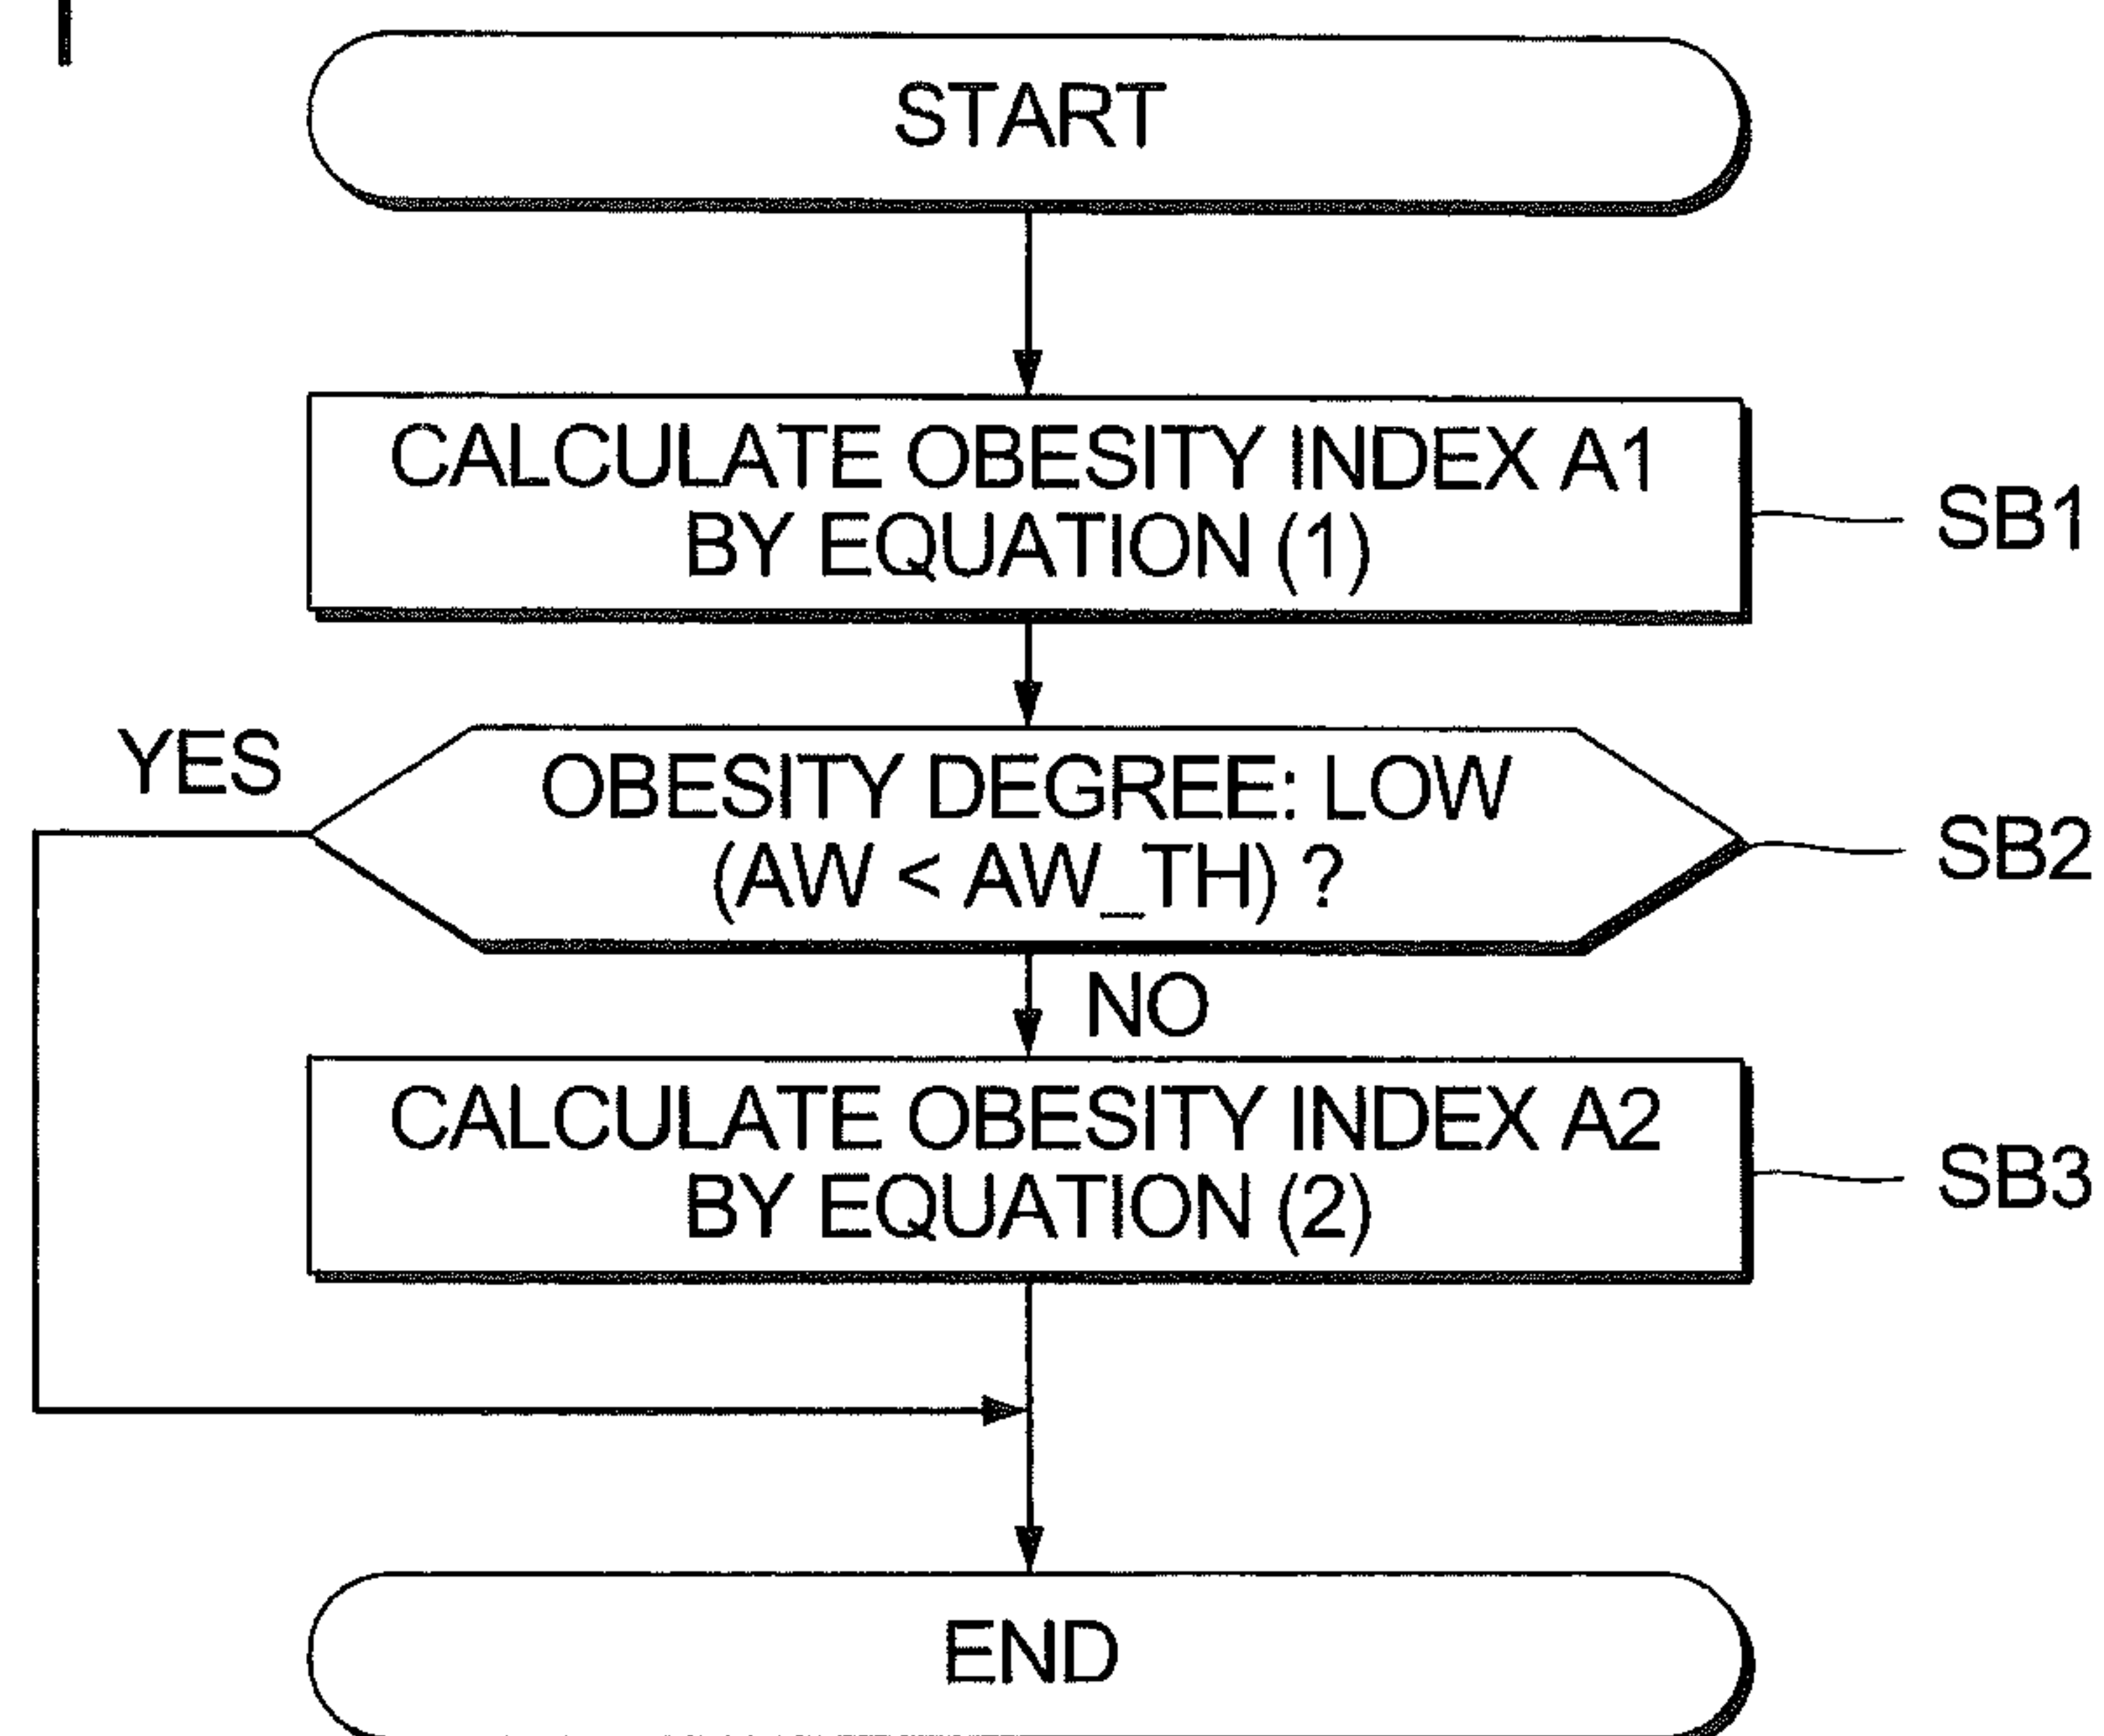 START
CALCULATE OBESITY INDEX A1
BY EQUATION (1)
SB1
YES
OBESITY DEGREE: LOW
(AW < AW_TH) ?
SB2
NO
CALCULATE OBESITY INDEX A2
BY EQUATION (2)
SB3
END